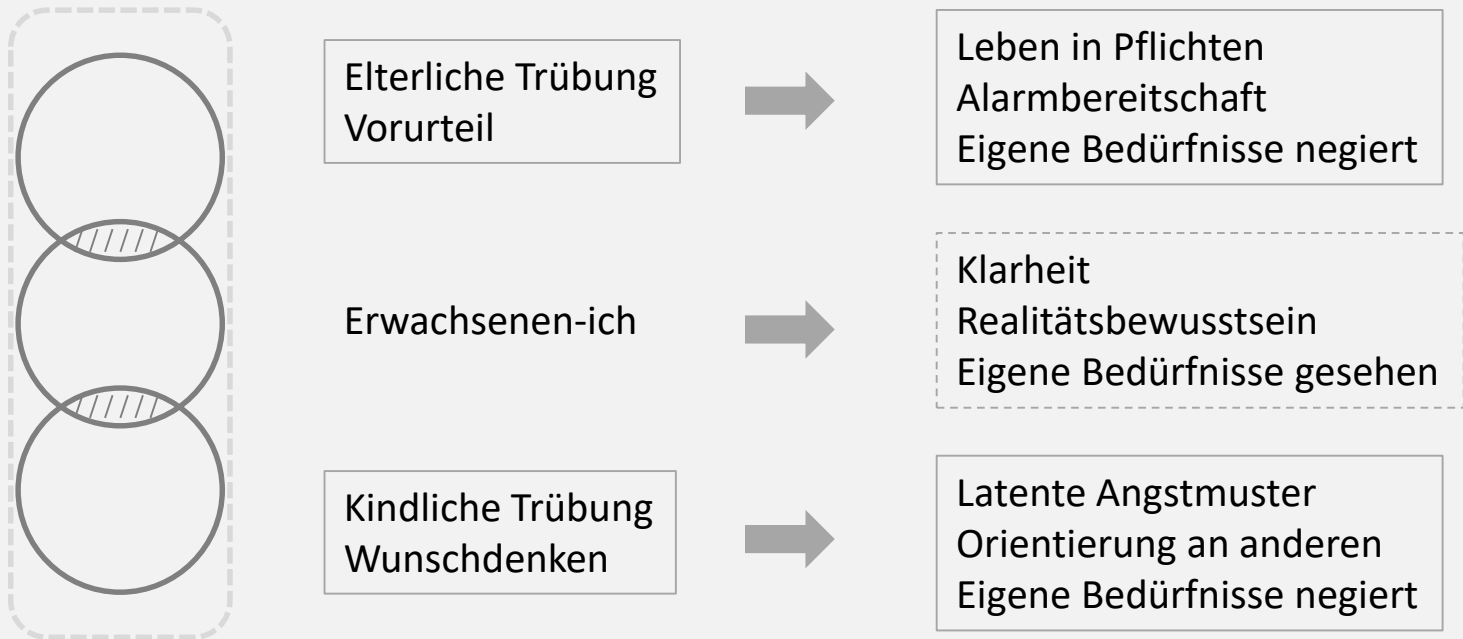 Elterliche Trübung
Vorurteil
Leben in Pflichten
Alarmbereitschaft
Eigene Bedürfnisse negiert
Erwachsenen-ich
Klarheit
Realitätsbewusstsein
Eigene Bedürfnisse gesehen
Kindliche Trübung
Wunschdenken
Latente Angstmuster
Orientierung an anderen
Eigene Bedürfnisse negiert